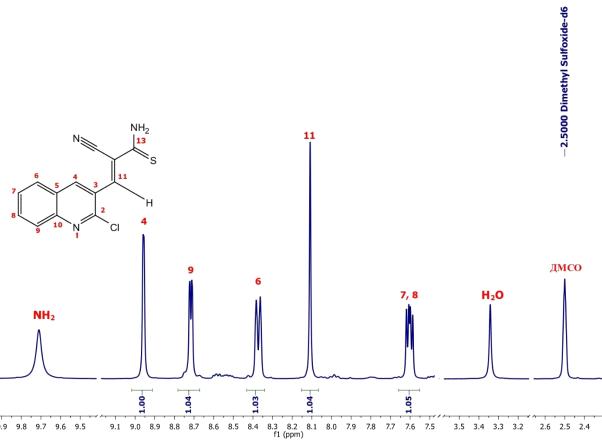 2.5000 Dimethyl Sulfoxide-d6
NH2
N
13
S
11
H
6
4
7
5
3
8
2
10
9
N
1
Cl
NH2
4
9
6
11
7, 8
H2O
ДМСО
1.00
1.04
1.03
1.04
1.05
9.9 9.8 9.7 9.6 9.5 9.1 9.0 8.9 8.8 8.7 8.6 8.5 8.4 8.3 8.2 8.1 8.0 7.9 7.8 7.7 7.6 7.5 3.5 3.3 3.2 2.6 2.5 2.4
f1 (ppm)